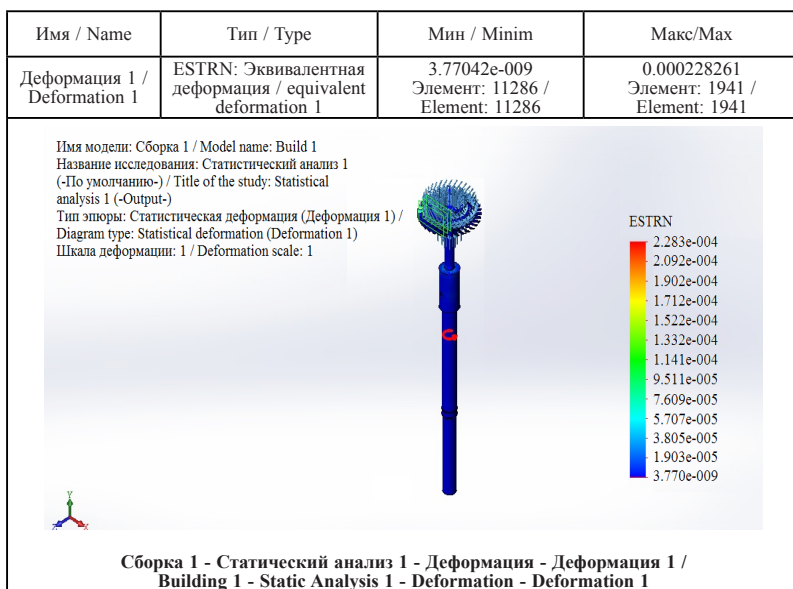 Имя / Name
Тип / Type
Мин / Minim
Макс/Max
Деформация 1 /
Deformation 1
ESTRN: Эквивалентная
деформация / equivalent
deformation 1
3.77042e-009
Элемент: 11286 /
Element: 11286
0.000228261
Элемент: 1941 /
Element: 1941
Имя модели: Сборка 1 / Model name: Build 1
Название исследования: Статистический анализ 1
(-По умолчанию-) / Title of the study: Statistical
analysis 1 (-Output-)
Тип эпюры: Статистическая деформация (Деформация 1) /
Diagram type: Statistical deformation (Deformation 1)
Шкала деформации: 1 / Deformation scale: 1
ESTRN
2.283e-004
2.092e-004
1.902e-004
1.712e-004
1.522e-004
1.332e-004
1.141e-004
9.511e-005
7.609e-005
5.707e-005
3.805e-005
1.903e-005
3.770e-009
Y
Сборка 1 - Статический анализ 1 - Деформация - Деформация 1 /
Building 1 - Static Analysis 1 - Deformation - Deformation 1